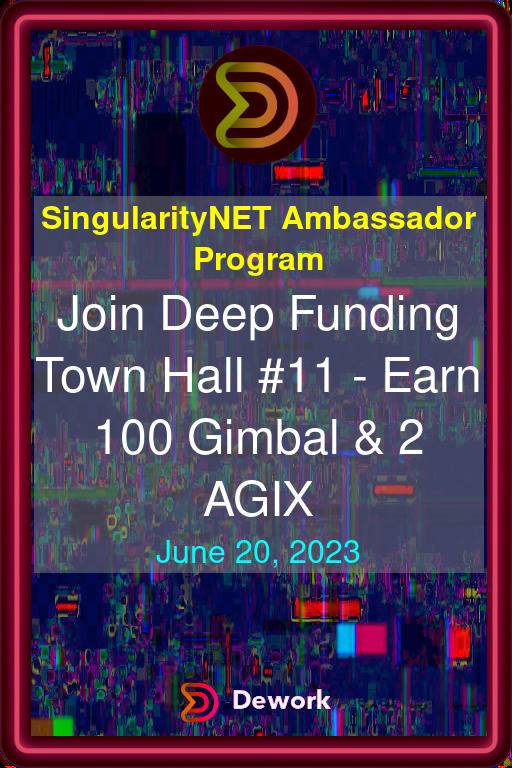 SingularityNET Ambassador
Program
Join Deep Funding
Town Hall #11 - Earn
100 Gimbal & 2
AGIX
June 20, 2023
Dework